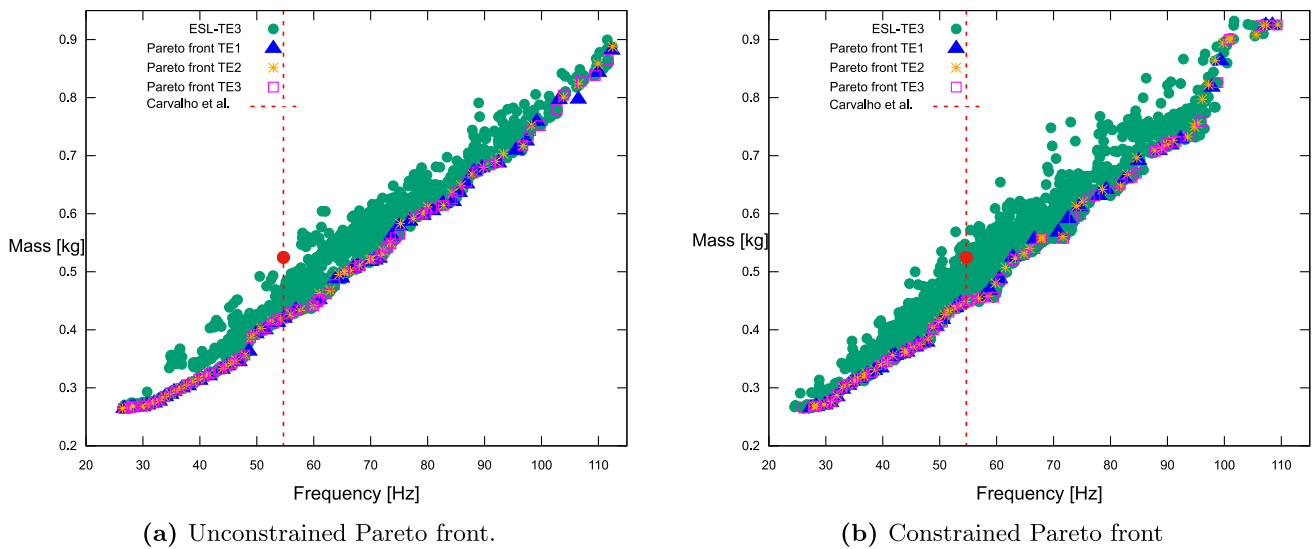 ESL-TE3
Pareto front TE1
Pareto front TE2
Pareto front TE3
Carvalho et al.
0.9
0.8
0.7
0.6
0.5
0.4
0.3
0.2
Mass [kg]
20 30 40 50 60 70 80 90 100 110
Frequency [Hz]
(a) Unconstrained Pareto front.
ESL-TE3
Pareto front TE1
Pareto front TE2
Pareto front TE3
Carvalho et al.
0.9
0.8
0.7
0.6
0.5
0.4
0.3
0.2
Mass [kg]
20 30 40 50 60 70 80 90 100 110
Frequency [Hz]
(b) Constrained Pareto front